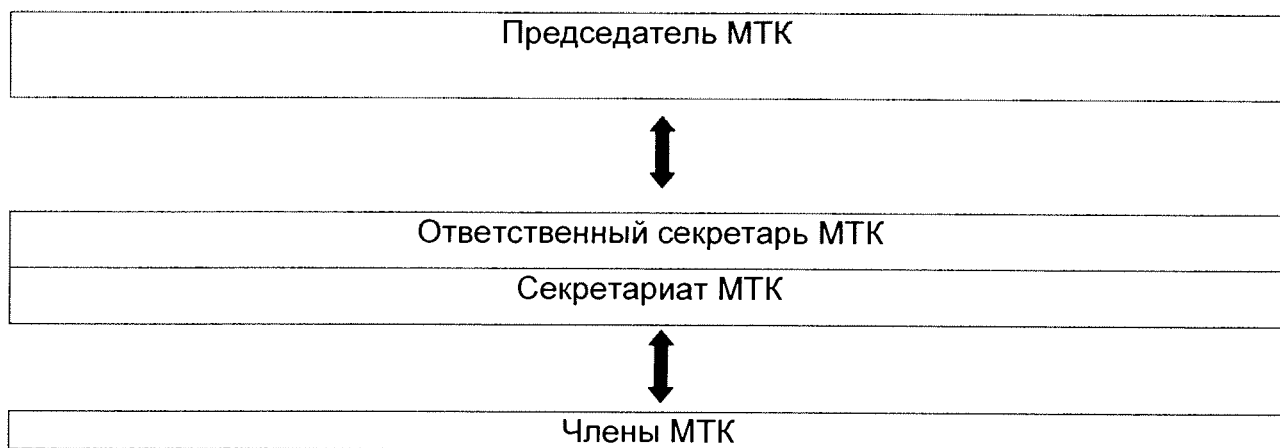 Председатель МТК
Ответственный секретарь МТК
Секретариат МТК
Члены МТК